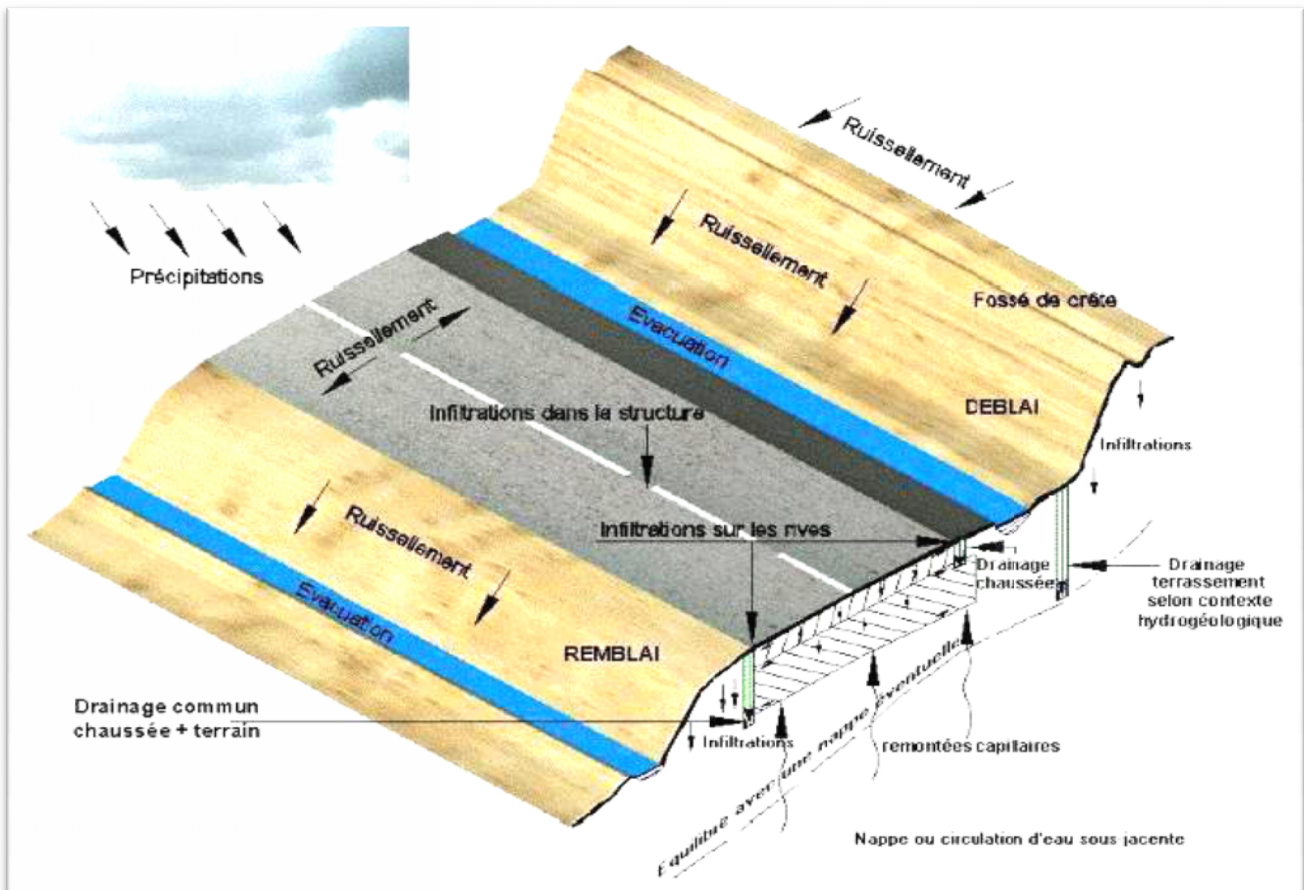 Ruissellement
Ruissellement
Précipitations
Fossé de crête
Ruissellement
Evacuation
DEBLAI
Infiltrations dans la structure
Infiltrations
Infiltrations sur les rives
Drainage
chaussée
Drainage
terrassement
selon contexte
hydrogéologique
Ruissellement
Evacuation
REMBLAI
Drainage commun
chaussée + terrain
Infiltrations
remontées capillaires
Equilibre avec une nappe éventuelle
Nappe ou circulation d'eau sous jacente